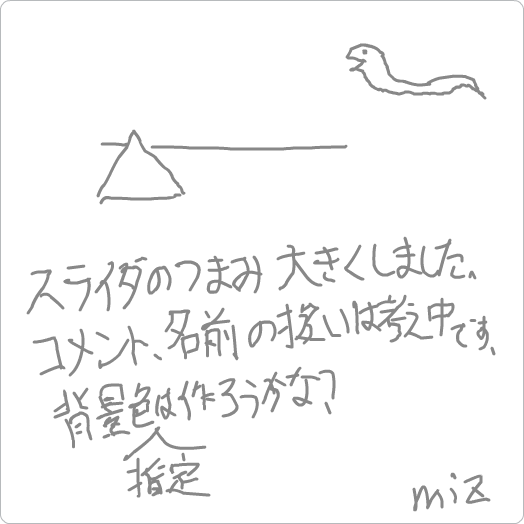 スライダのつまみ 大きくしました、
コメント、名前の扱いは考え中です、
背景色は作ろうかな?
指定
miz